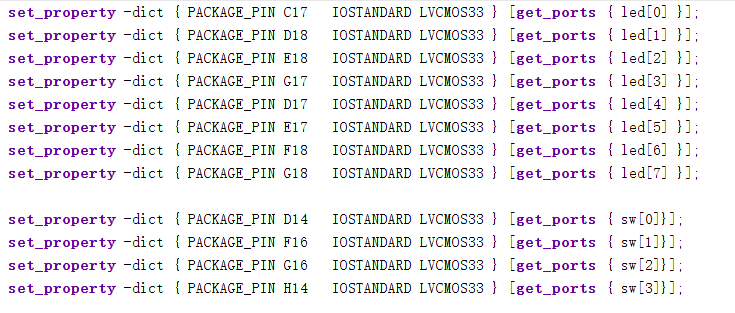 set_property -dict { PACKAGE_PIN C17   IOSTANDARD LVCMOS33 } [get_ports { led[0] }];
set_property -dict { PACKAGE_PIN D18   IOSTANDARD LVCMOS33 } [get_ports { led[1] }];
set_property -dict { PACKAGE_PIN E18   IOSTANDARD LVCMOS33 } [get_ports { led[2] }];
set_property -dict { PACKAGE_PIN G17   IOSTANDARD LVCMOS33 } [get_ports { led[3] }];
set_property -dict { PACKAGE_PIN D17   IOSTANDARD LVCMOS33 } [get_ports { led[4] }];
set_property -dict { PACKAGE_PIN E17   IOSTANDARD LVCMOS33 } [get_ports { led[5] }];
set_property -dict { PACKAGE_PIN F18   IOSTANDARD LVCMOS33 } [get_ports { led[6] }];
set_property -dict { PACKAGE_PIN G18   IOSTANDARD LVCMOS33 } [get_ports { led[7] }];

set_property -dict { PACKAGE_PIN D14   IOSTANDARD LVCMOS33 } [get_ports { sw[0]}];
set_property -dict { PACKAGE_PIN F16   IOSTANDARD LVCMOS33 } [get_ports { sw[1]}];
set_property -dict { PACKAGE_PIN G16   IOSTANDARD LVCMOS33 } [get_ports { sw[2]}];
set_property -dict { PACKAGE_PIN H14   IOSTANDARD LVCMOS33 } [get_ports { sw[3]}];